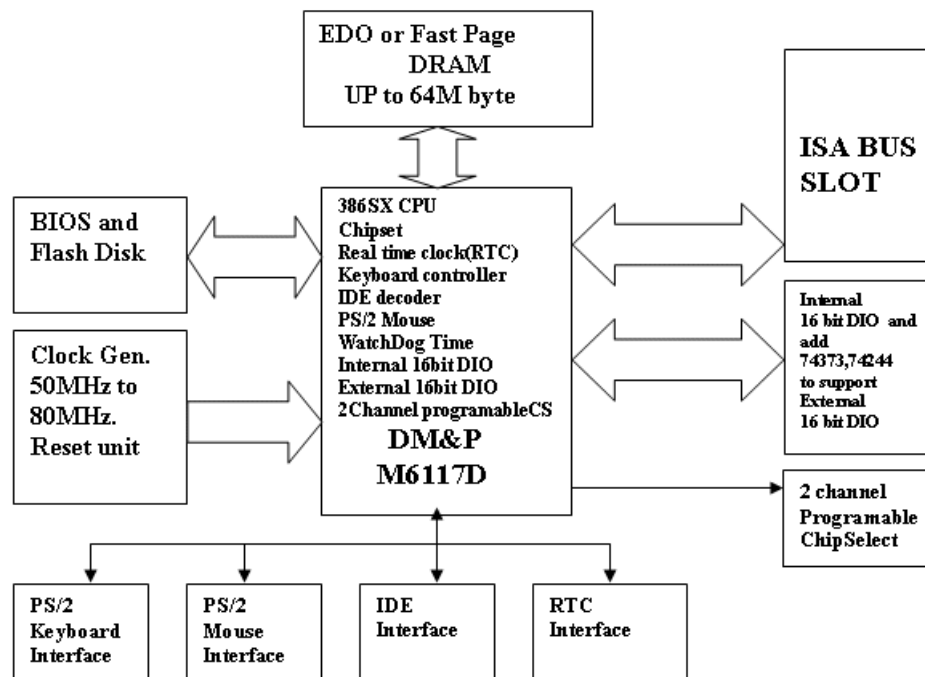 EDO or Fast Page
DRAM
UP to 64M byte
ISA BUS
SLOT
BIOS and
Flash Disk
386SX CPU
Chipset
Real time clock(RTC)
Keyboard controller
IDE decoder
PS/2 Mouse
WatchDog Time
Internal 16bit DIO
External 16bit DIO
2Channel programableCS
DM&P
M6117D
Internal
16 bit DIO and
add
74373,74244
to support
External
16 bit DIO
Clock Gen.
50MHz to
80MHz.
Reset unit
2 channel
Programable
ChipSelect
PS/2
Keyboard
Interface
PS/2
Mouse
Interface
IDE
Interface
RTC
Interface